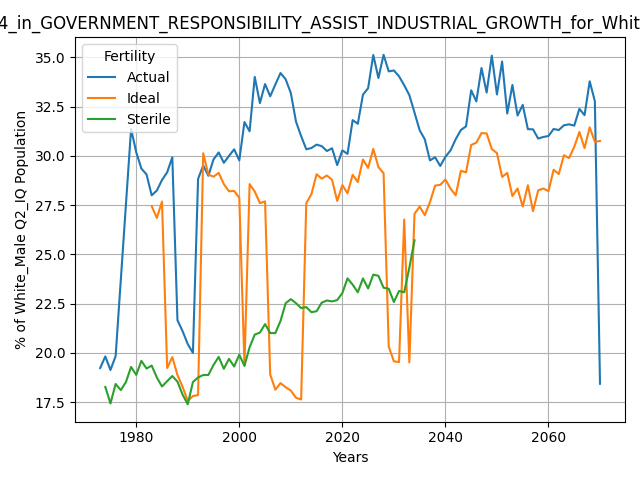 4_in_GOVERNMENT_RESPONSIBILITY_ASSIST_INDUSTRIAL_GROWTH_for_Whit
Fertility
Actual
Ideal
Sterile
% of White_Male Q2_IQ Population
35.0
32.5
30.0
27.5
25.0
22.5
20.0
17.5
1980
2000
2020
2040
2060
Years